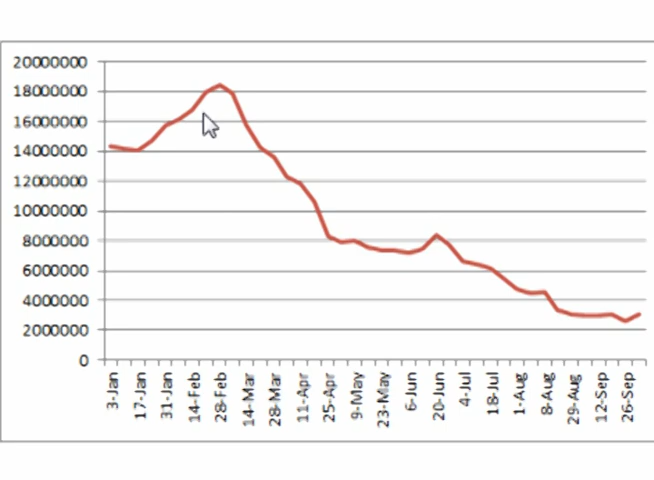 20000000
18000000
16000000
14000000
12000000
10000000
8000000
6000000
4000000
2000000
0
3-Jan
17-Jan
31-Jan
14-Feb
28-Feb
14-Mar
28-Mar
11-Apr
25-Apr
9-May
23-May
6-Jun
20-Jun
4-Jul
18-Jul
1-Aug
8-Aug
29-Aug
12-Sep
26-Sep